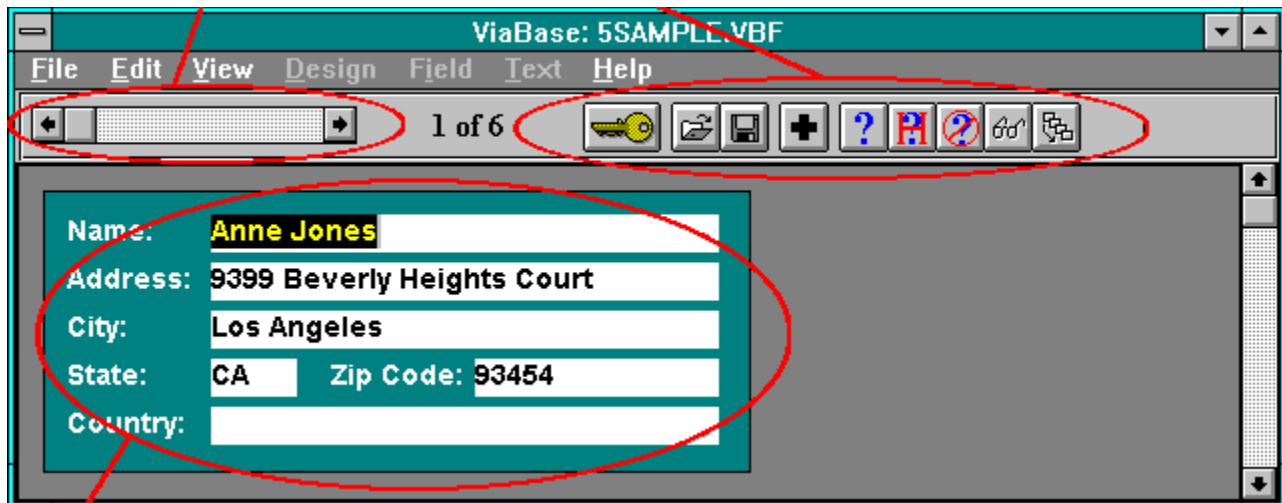 ViaBase: 5SAMPLE.VBF
File Edit View Design Field Text Help
1 of 6 ? H? ?
Name: Anne Jones
Address: 9399 Beverly Heights Court
City: Los Angeles
State: CA Zip Code: 93454
Country: